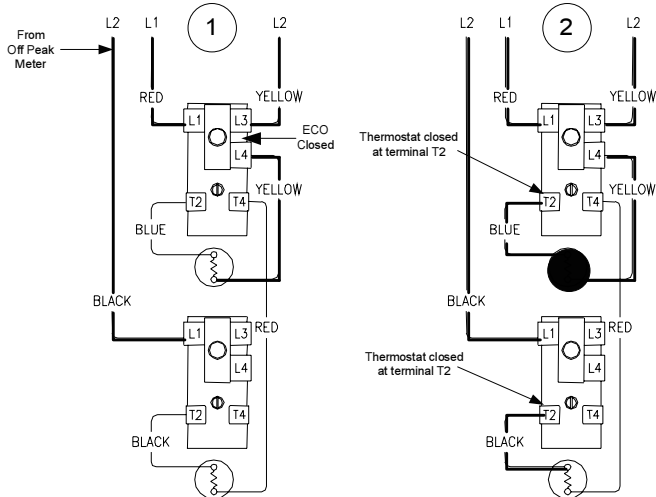 From
Off Peak
Meter
L2
L1
1
L2
RED
YELLOW
L1
L3
ECO
Closed
L4
YELLOW
T2
T4
BLUE
BLACK
RED
L1
L3
L4
T2
T4
BLACK
L2
L1
2
L2
RED
YELLOW
L1
L3
Thermostat closed
at terminal T2
L4
YELLOW
T2
T4
BLUE
BLACK
RED
L1
L3
Thermostat closed
at terminal T2
L4
T2
T4
BLACK